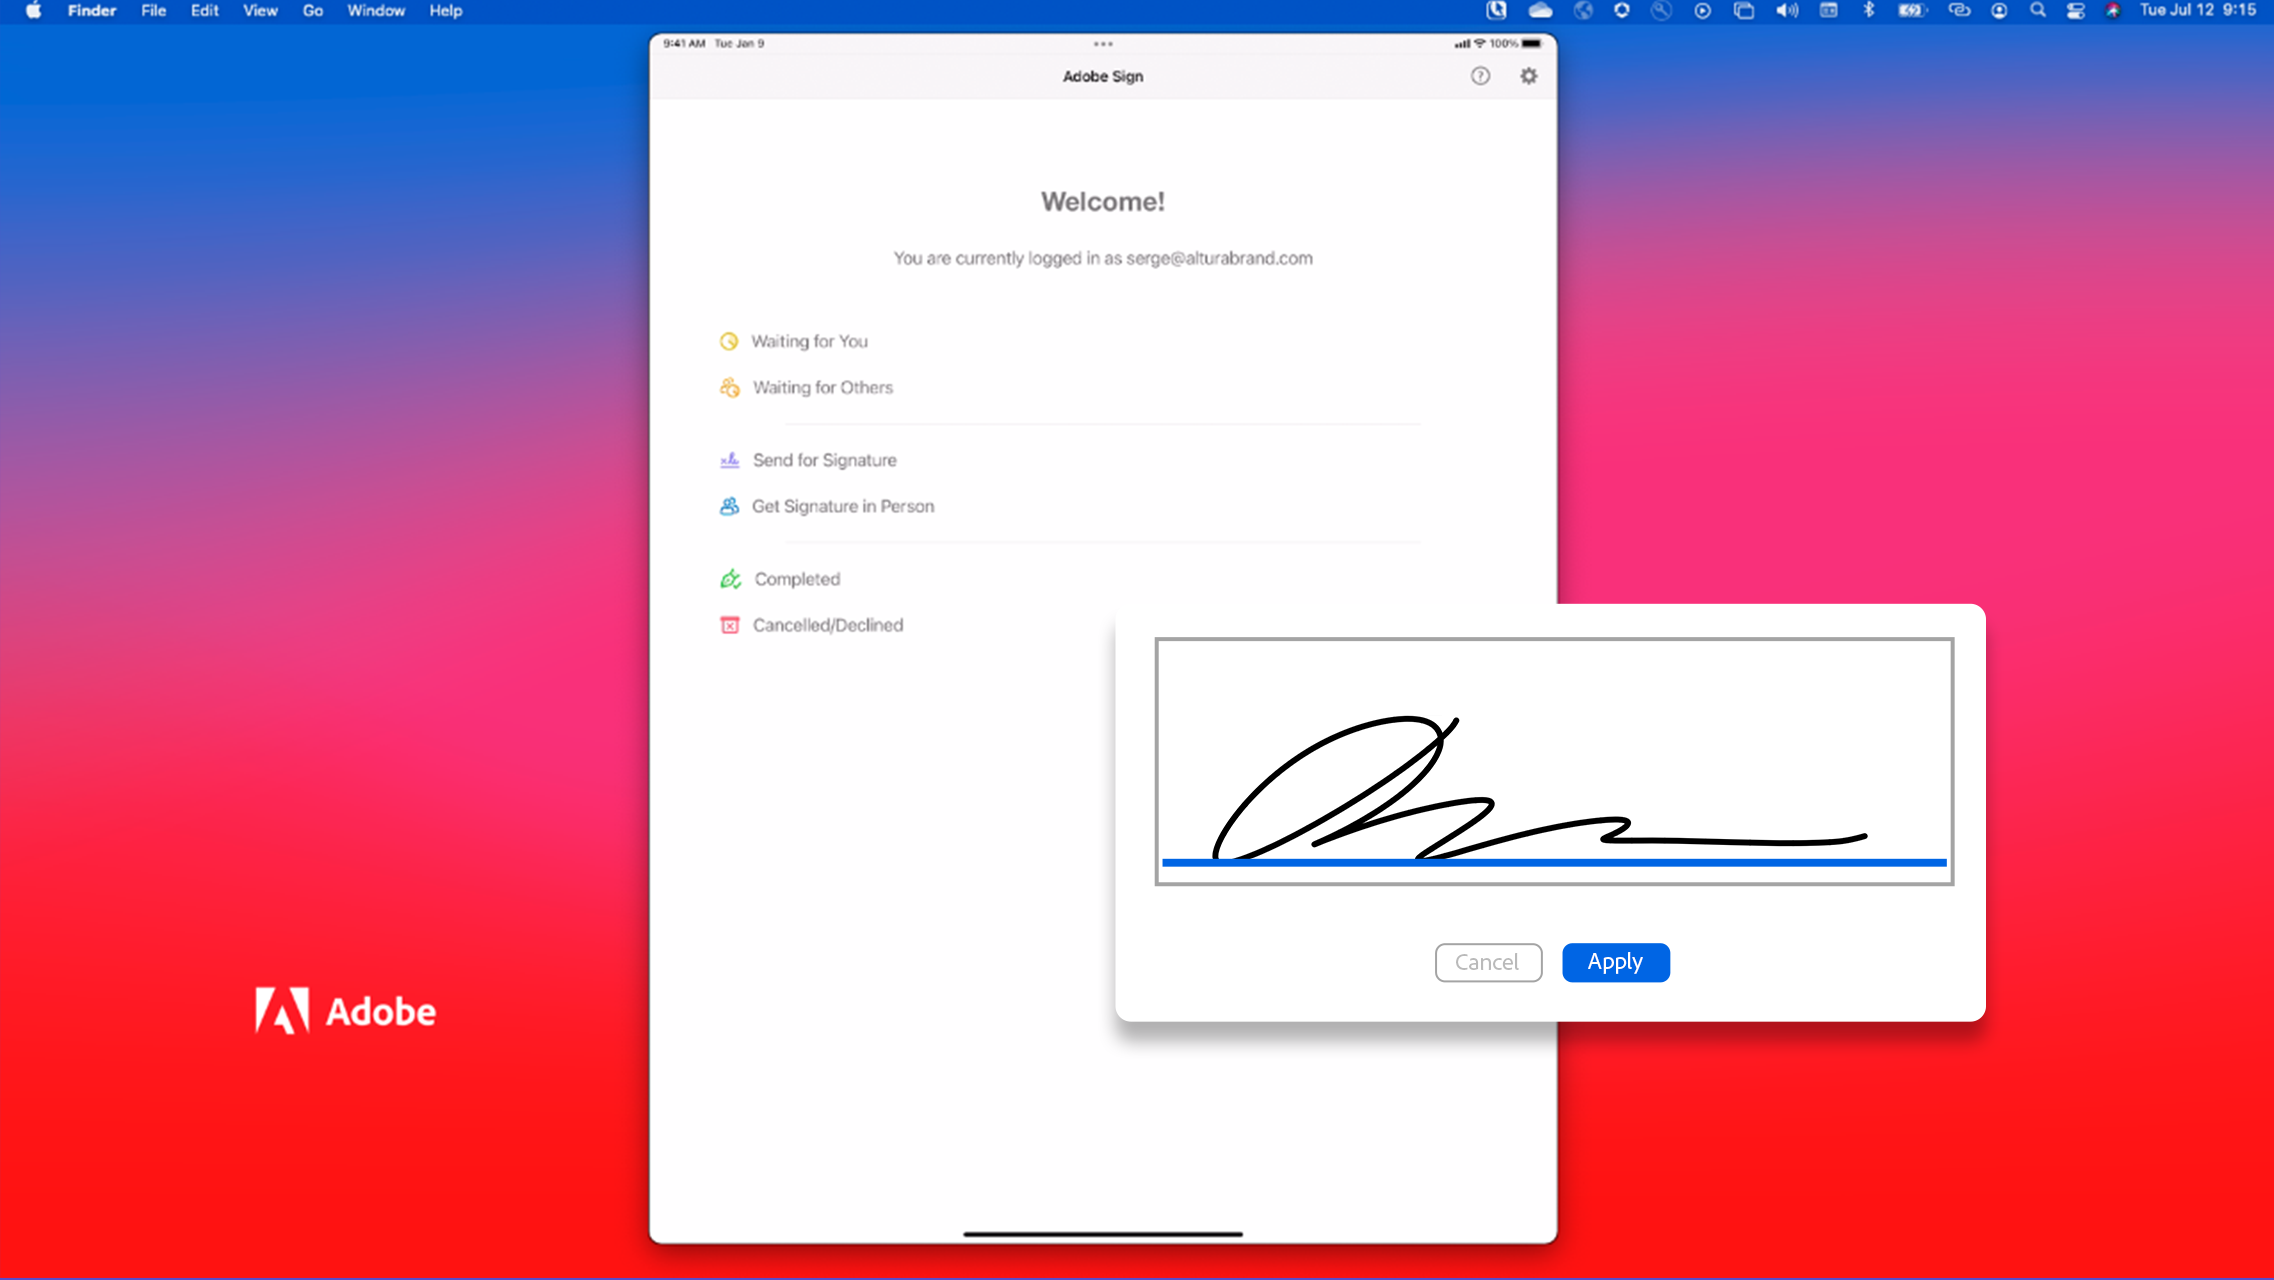 Finder File Edit View Go Window Help Tue Jul 12 9:15
9:41 AM Tue Jan 9 100%
Adobe Sign
Welcome!
You are currently logged in as serge@alturabrand.com
Waiting for You
Waiting for Others
Send for Signature
Get Signature in Person
Completed
Cancelled/Declined
Cancel Apply
Adobe